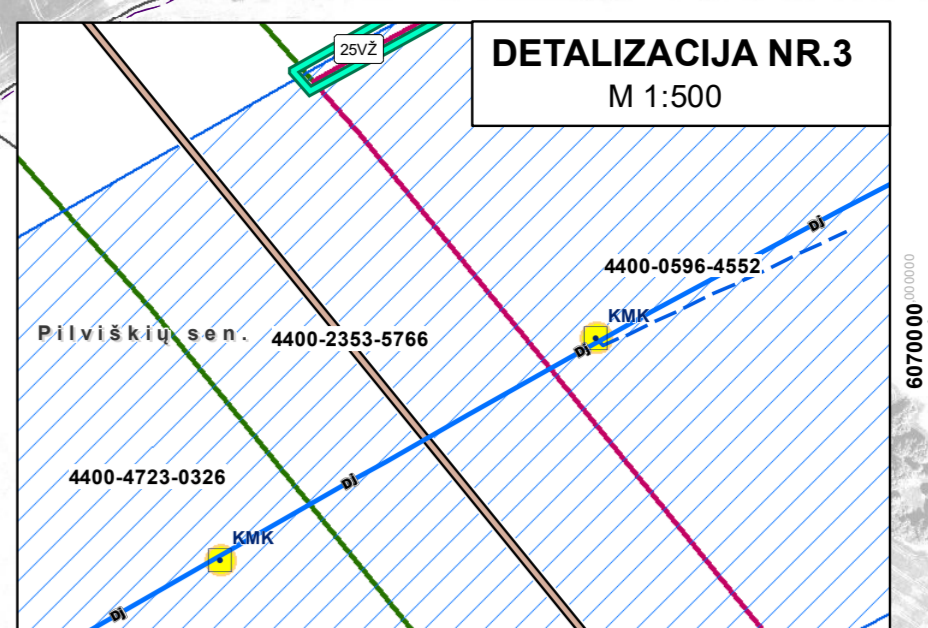 25VŽ
DETALIZACIJA NR.3
M 1:500
Dj
4400-0596-4552
KMK
Pilviškių sen.
4400-2353-5766
Dj
6070000,000000
4400-4723-0326
Dj
KMK
Dj